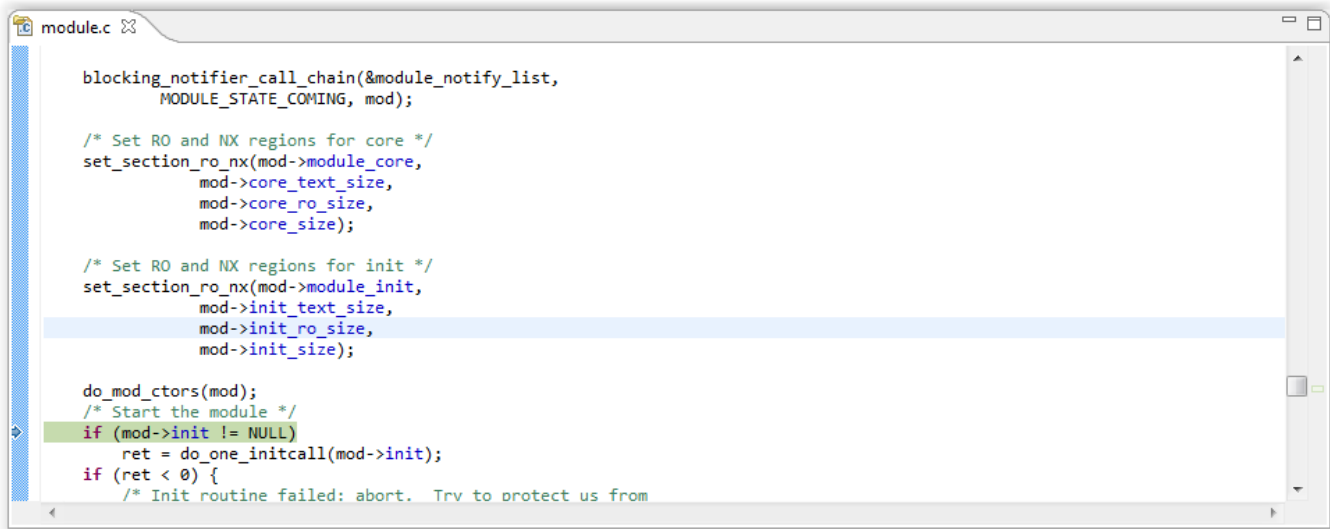 module.c
blocking_notifier_call_chain(&module_notify_list,
MODULE_STATE_COMING, mod);
/* Set RO and NX regions for core */
set_section_ro_nx(mod->module_core,
mod->core_text_size,
mod->core_ro_size,
mod->core_size);
/* Set RO and NX regions for init */
set_section_ro_nx(mod->module_init,
mod->init_text_size,
mod->init_ro_size,
mod->init_size);
do_mod_ctors(mod);
/* Start the module */
if (mod->init != NULL)
ret = do_one_initcall(mod->init);
if (ret < 0) {
/* Init routine failed: abort.  Try to protect us from